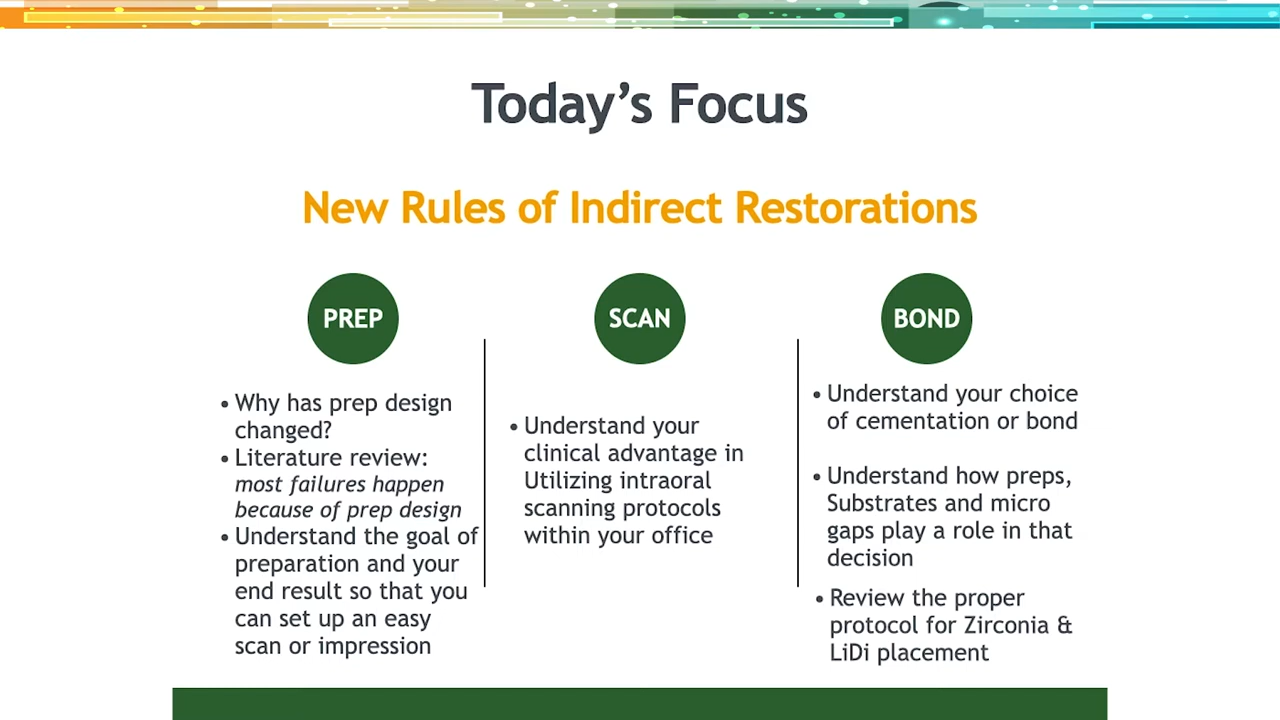 Today's Focus
New Rules of Indirect Restorations
PREP
• Why has prep design
changed?
• Literature review:
most failures happen
because of prep design
• Understand the goal of
preparation and your
end result so that you
can set up an easy
scan or impression
SCAN
• Understand your
clinical advantage in
Utilizing intraoral
scanning protocols
within your office
BOND
• Understand your choice
of cementation or bond
• Understand how preps,
Substrates and micro
gaps play a role in that
decision
• Review the proper
protocol for Zirconia &
LiDi placement